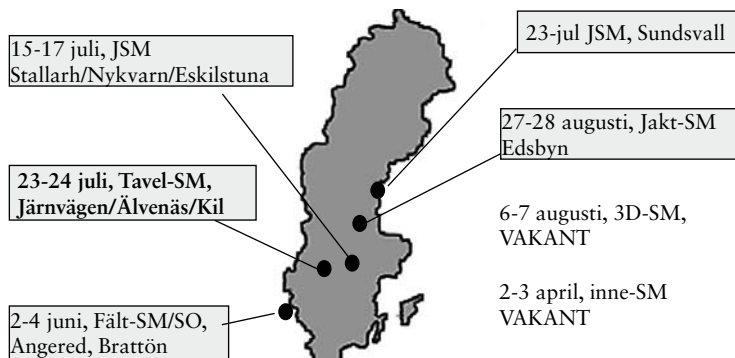 15-17 juli, JSM
Stallarh/Nykvarn/Eskilstuna
23-jul JSM, Sundsvall
27-28 augusti, Jakt-SM
Edsbyn
23-24 juli, Tavel-SM,
Järnvägen/Älvenäs/Kil
6-7 augusti, 3D-SM,
VAKANT
2-3 april, inne-SM
VAKANT
2-4 juni, Fält-SM/SO,
Angered, Brattön